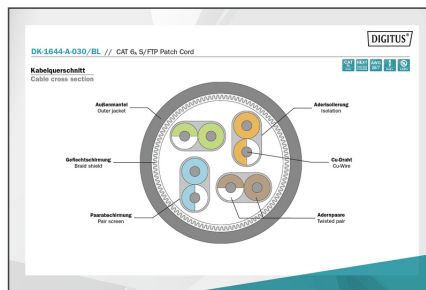 DIGITUS®
DK-1644-A-030/BL // CAT 6A S/FTP Patch Cord
Kabelquerschnitt
Cable cross section
Außenmantel
Outer jacket
Aderisolierung
Isolation
Geflechtschirmung
Braid shield
Cu-Draht
Cu-Wire
Paarabschirmung
Pair screen
Adernpaare
Twisted pair